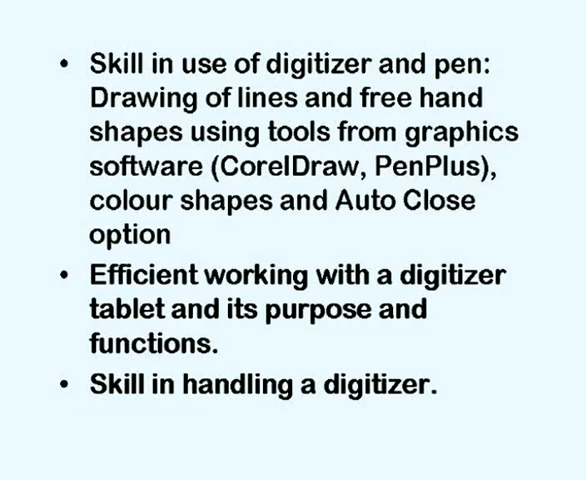 • Skill in use of digitizer and pen:
Drawing of lines and free hand
shapes using tools from graphics
software (CorelDraw, PenPlus),
colour shapes and Auto Close
option
• Efficient working with a digitizer
tablet and its purpose and
functions.
• Skill in handling a digitizer.